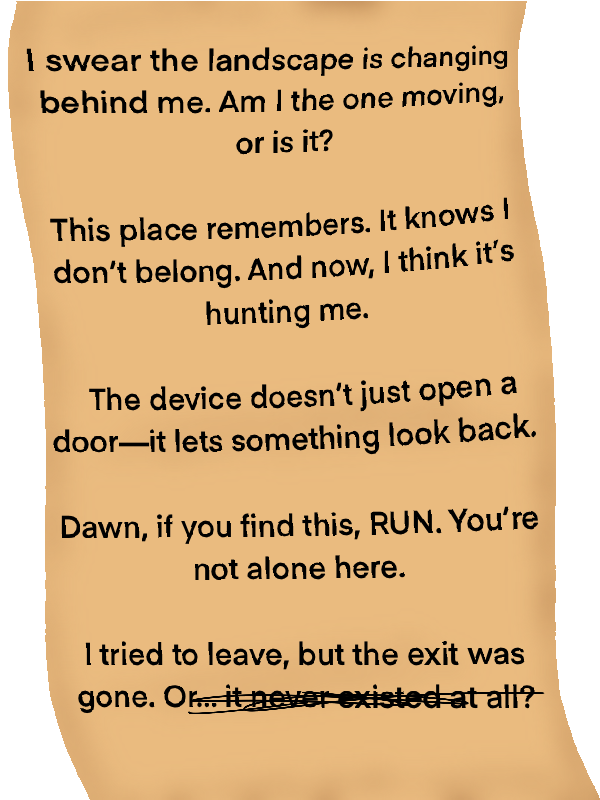 I swear the landscape is changing
behind me. Am I the one moving,
or is it?
This place remembers. It knows I
don't belong. And now, I think it's
hunting me.
The device doesn't just open a
door—it lets something look back.
Dawn, if you find this, RUN. You're
not alone here.
I tried to leave, but the exit was
gone. Or... it never existed at all?